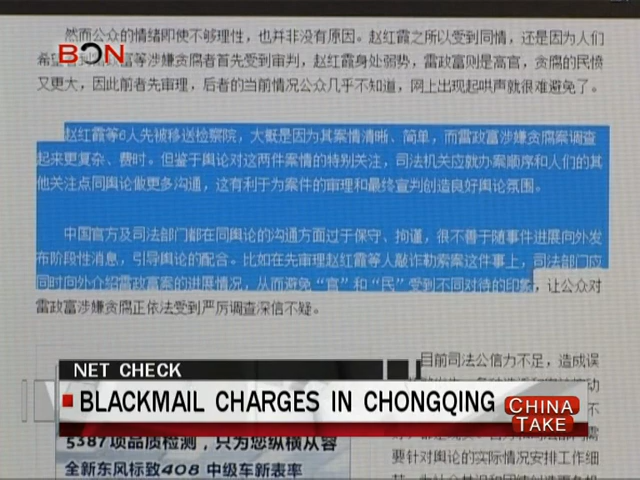 然而公众的情绪即使不够理性，也并非没有原因。赵红霞之所以受到同情，还是因为人们
希望看到雷政富等涉嫌贪腐者首先受到审判，赵红霞身处弱势，雷政富则是高官，贪腐的民愤
又更大，因此前者先审理，后者的当前情况公众几乎不知道，网上出现起哄声就很难避免了。
BON
赵红霞等6人先被移送检察院，大概是因为其案情清晰、简单，而雷政富涉嫌贪腐案调查
起来更复杂、费时。但鉴于舆论对这两件案情的特别关注，司法机关应就办案顺序和人们的其
他关注点同舆论做更多沟通，这有利于为案件的审理和最终宣判创造良好舆论氛围。
中国官方及司法部门都在同舆论的沟通方面过于保守、拘谨，很不善于随事件进展向外发
布阶段性消息，引导舆论的配合。比如在先审理赵红霞等人敲诈勒索案这件事上，司法部门应
同时向外介绍雷政富案的进展情况，从而避免“官”和“民”受到不同对待的印象，让公众对
雷政富涉嫌贪腐正依法受到严厉调查深信不疑。
目前司法公信力不足，造成误
NET CHECK
BLACKMAIL CHARGES IN CHONGQING
CHINA TAKE
5387项品质检测，只为您纵横从容
全新东风标致408 中级车新表率
要针对舆论的实际情况安排工作细